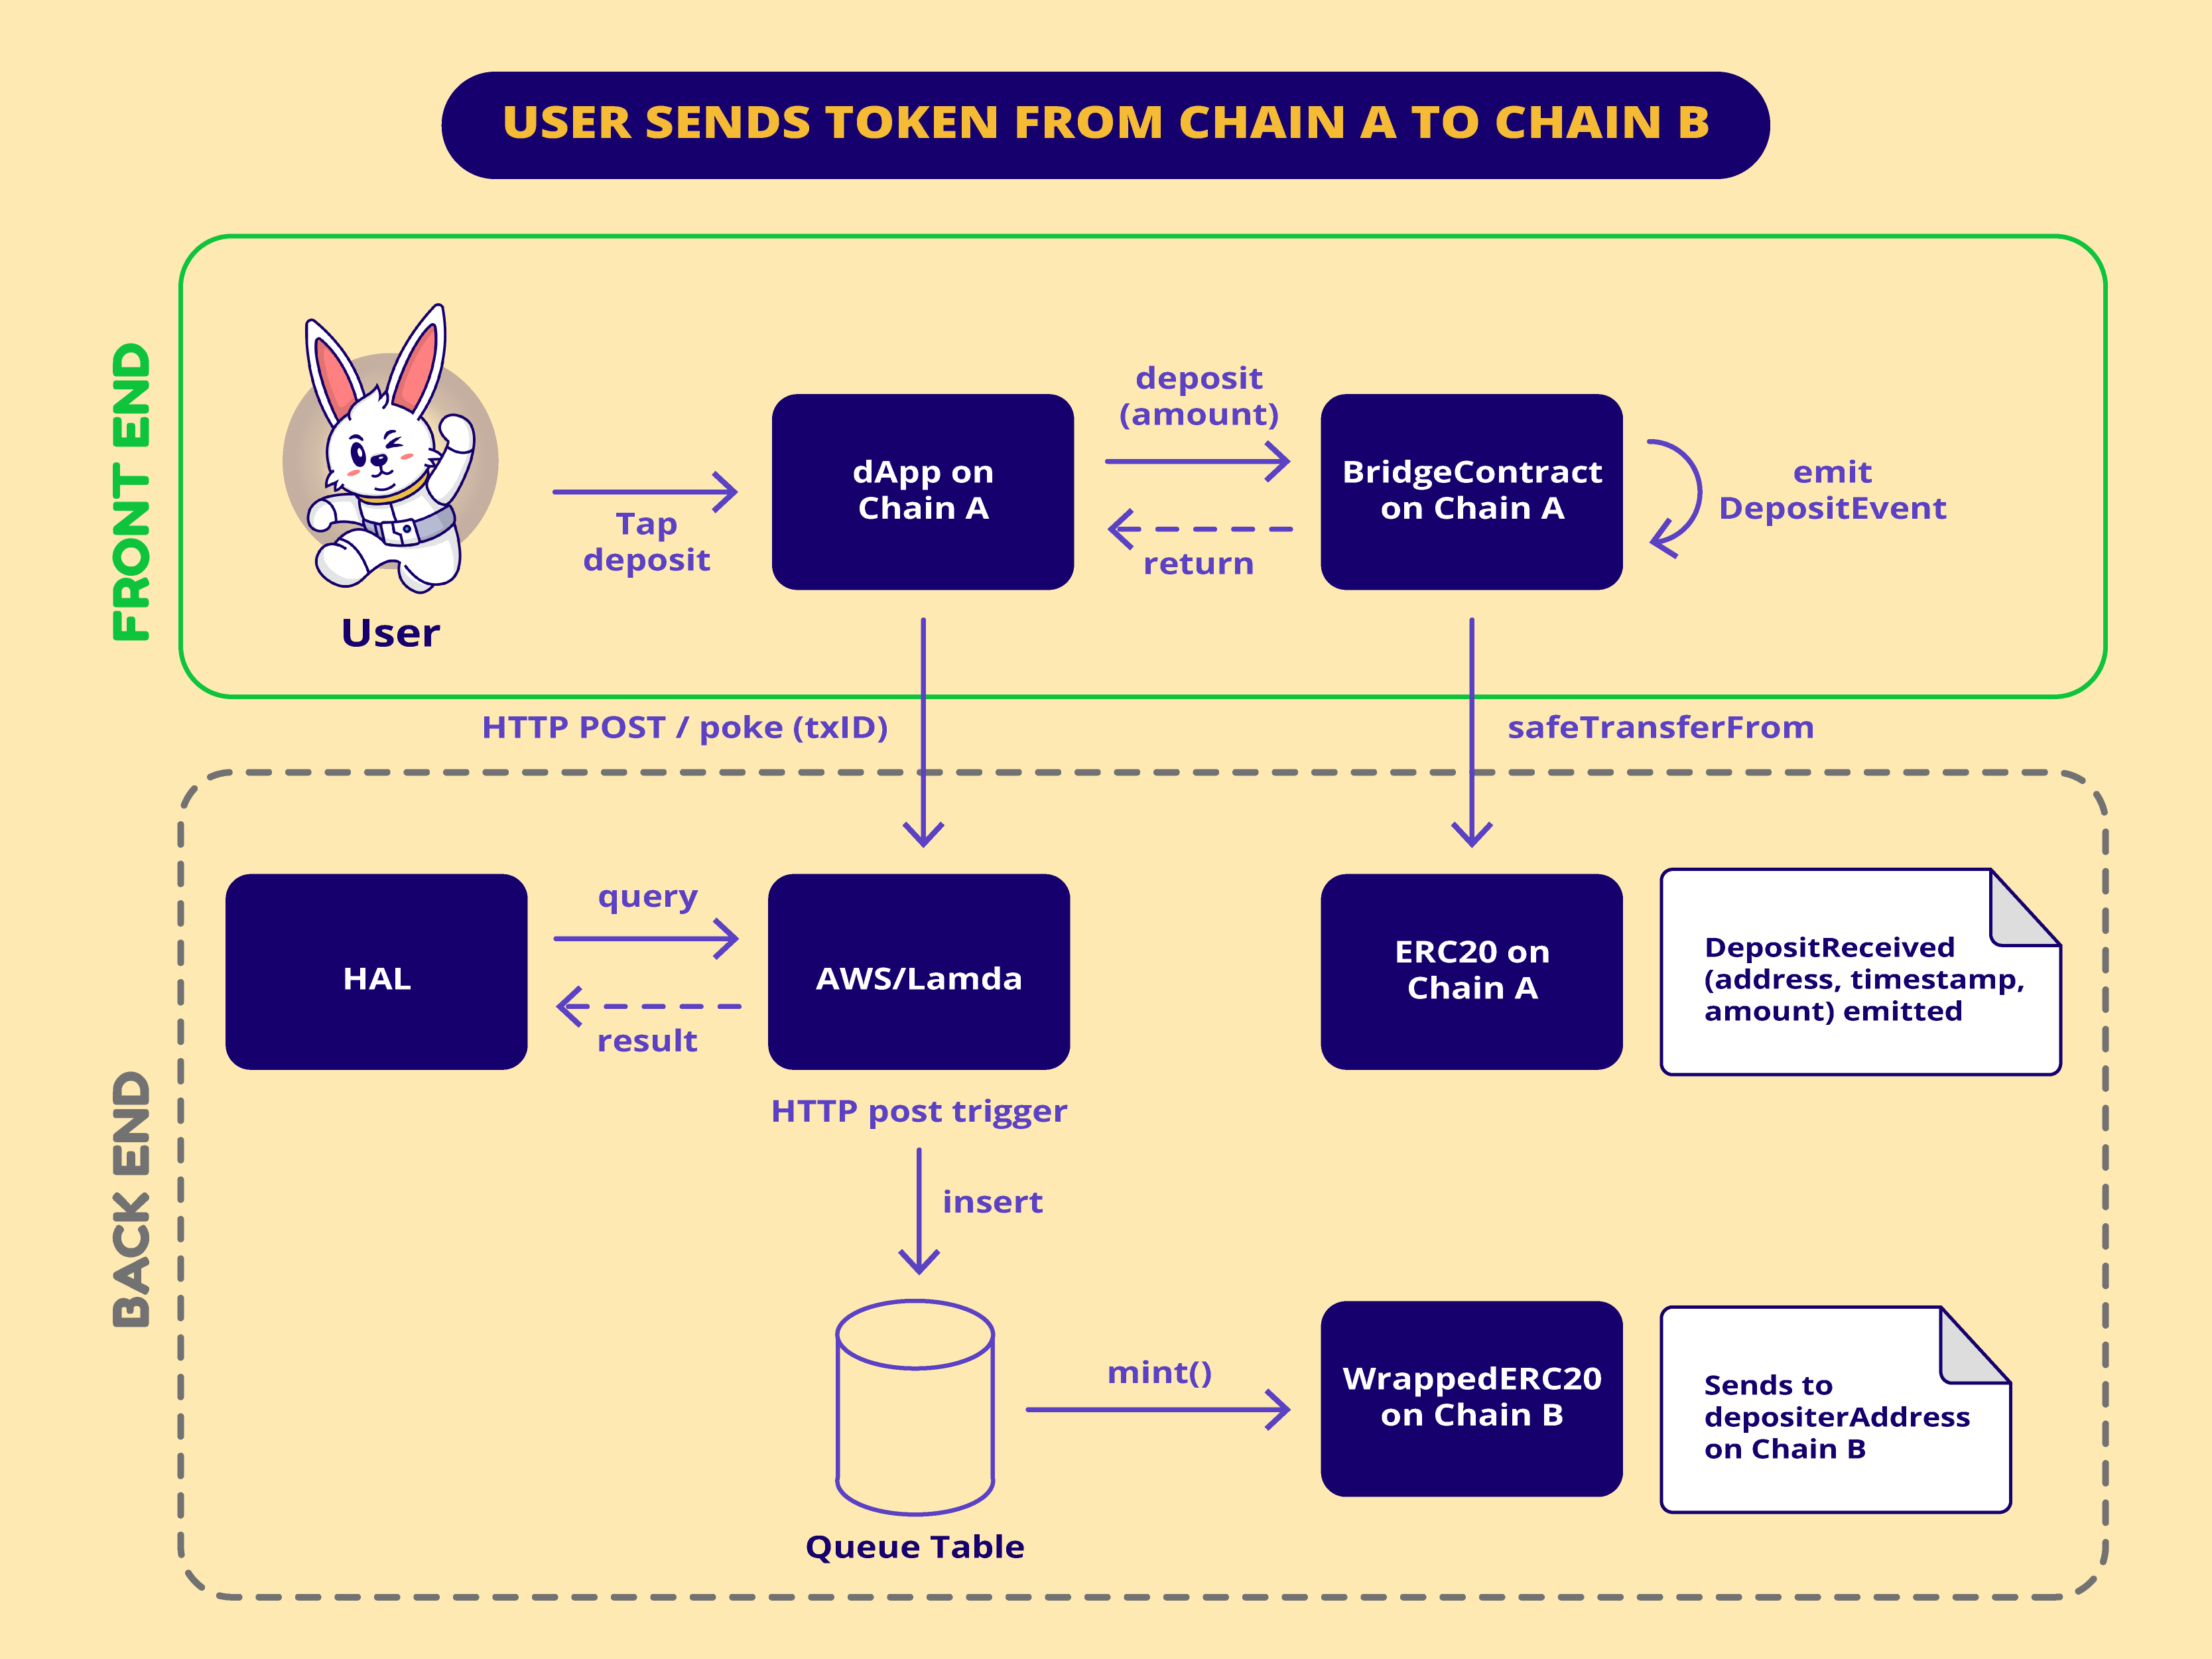 USER SENDS TOKEN FROM CHAIN A TO CHAIN B
FRONT END
User
Tap
deposit
dApp on
Chain A
deposit
(amount)
return
BridgeContract
on Chain A
emit
DepositEvent
HTTP POST / poke (txID)
safeTransferFrom
BACK END
HAL
query
result
AWS/Lamda
ERC20 on
Chain A
DepositReceived
(address, timestamp,
amount) emitted
HTTP post trigger
insert
Queue Table
mint()
WrappedERC20
on Chain B
Sends to
depositerAddress
on Chain B